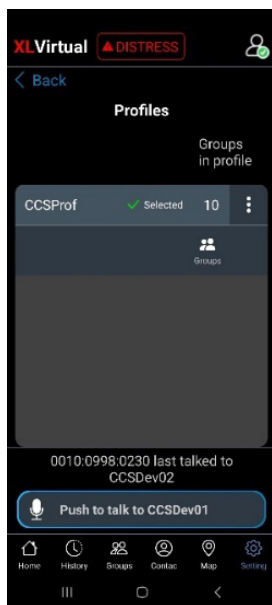 XLVirtual DISTRESS
Back
Profiles
Groups
in profile
CCSProf Selected 10
Groups
0010:0998:0230 last talked to
CCSDev02
Push to talk to CCSDev01
Home History Groups Contac Map Setting